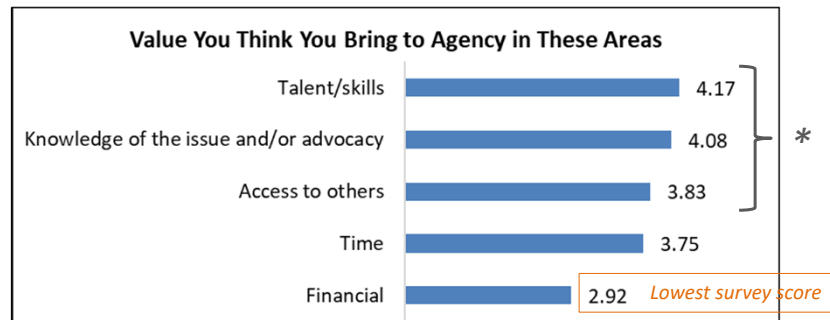 Value You Think You Bring to Agency in These Areas
Talent/skills 4.17
Knowledge of the issue and/or advocacy 4.08
*
Access to others 3.83
Time 3.75
Financial 2.92 Lowest survey score